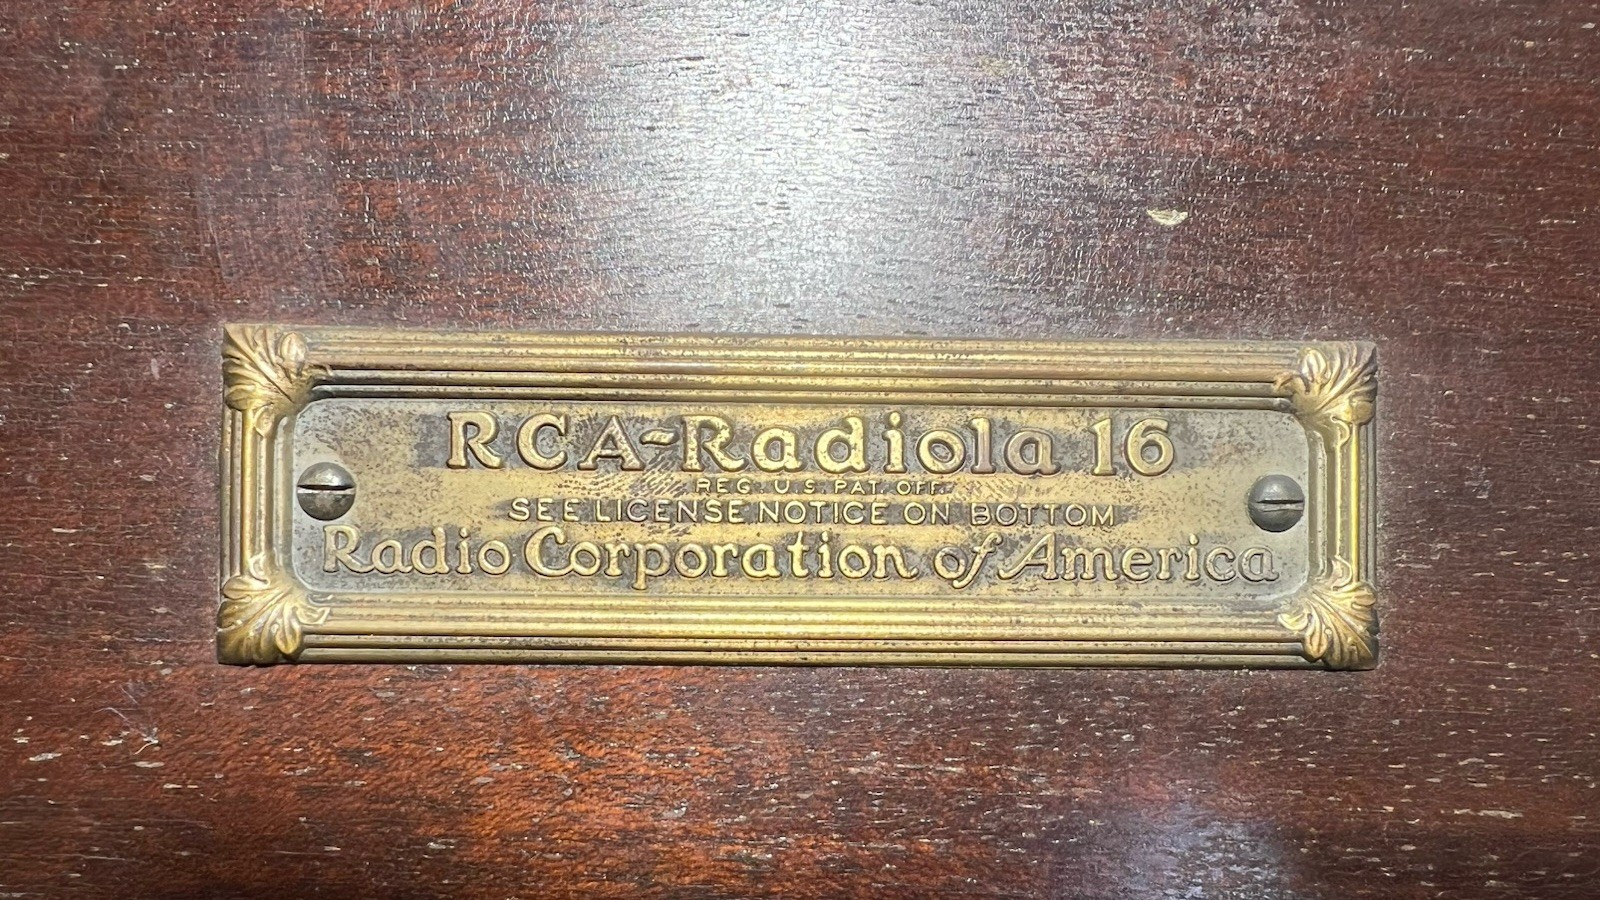 RCA-Radiola 16
REG. U.S. PAT. OFF.
SEE LICENSE NOTICE ON BOTTOM
Radio Corporation of America